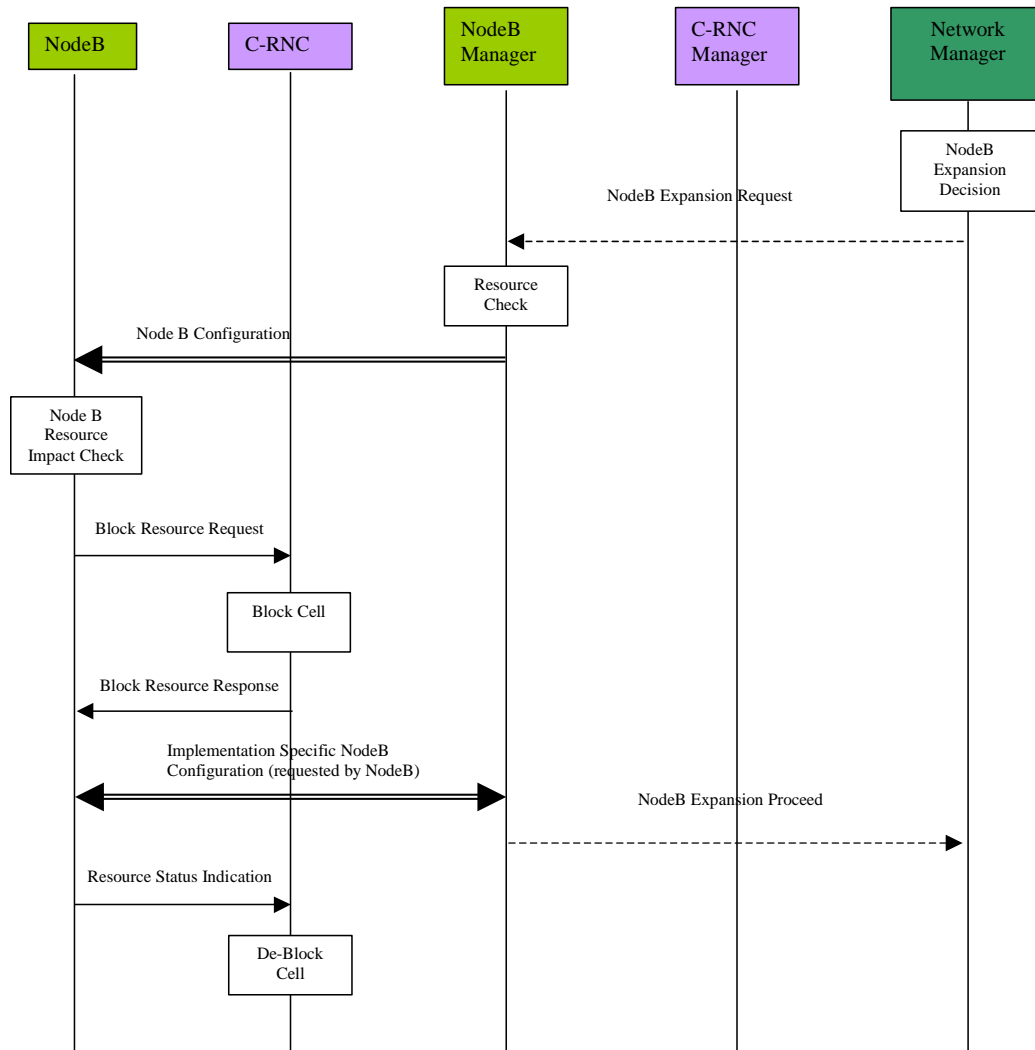 NodeB
C-RNC
NodeB
Manager
C-RNC
Manager
Network
Manager
NodeB
Expansion
Decision
NodeB Expansion Request
Resource
Check
Node B Configuration
Node B
Resource
Impact Check
Block Resource Request
Block Cell
Block Resource Response
Implementation Specific NodeB
Configuration (requested by NodeB)
NodeB Expansion Proceed
Resource Status Indication
De-Block
Cell